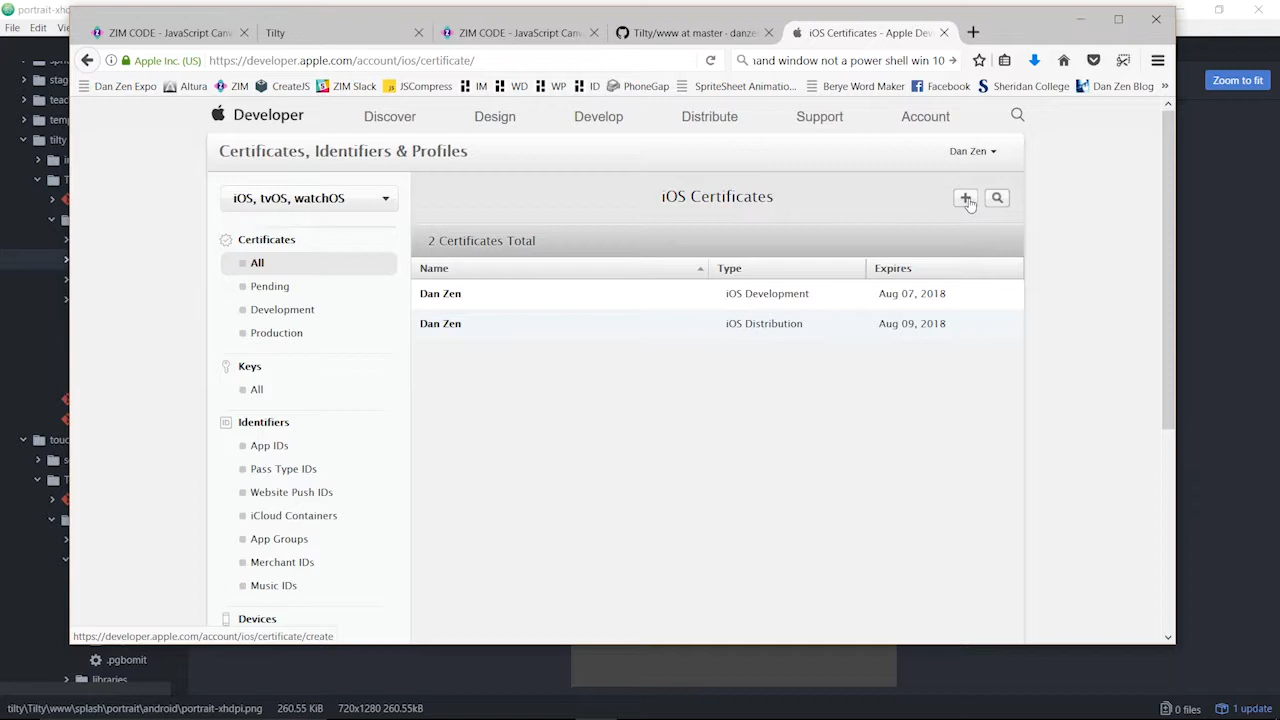 portrait-xhd
File Edit Vi
ZIM CODE - JavaScript Canv
Tilty
ZIM CODE - JavaScript Canv
Tilty/www at master · danze
iOS Certificates - Apple Dev
Apple Inc. (US)
https://developer.apple.com/account/ios/certificate/
and window not a power shell win 10
Dan Zen Expo
Altura
ZIM
CreateJS
ZIM Slack
JSCompress
IM
WD
WP
ID
PhoneGap
SpriteSheet Animatio...
Berye Word Maker
Facebook
Sheridan College
Dan Zen Blog
Zoom to fit
stag
teac
temp
tilty
in
T
touc
s
T
Developer
Discover
Design
Develop
Distribute
Support
Account
Certificates, Identifiers & Profiles
Dan Zen
iOS, tvOS, watchOS
iOS Certificates
Certificates
All
Pending
Development
Production
Keys
All
Identifiers
App IDs
Pass Type IDs
Website Push IDs
iCloud Containers
App Groups
Merchant IDs
Music IDs
Devices
2 Certificates Total
Name Type Expires
Dan Zen iOS Development Aug 07, 2018
Dan Zen iOS Distribution Aug 09, 2018
https://developer.apple.com/account/ios/certificate/create
.pgbomit
libraries
tilty\Tilty\www\splash\portrait\android\portrait-xhdpi.png 260.55 KiB 720x1280 260.55kB
0 files
1 update